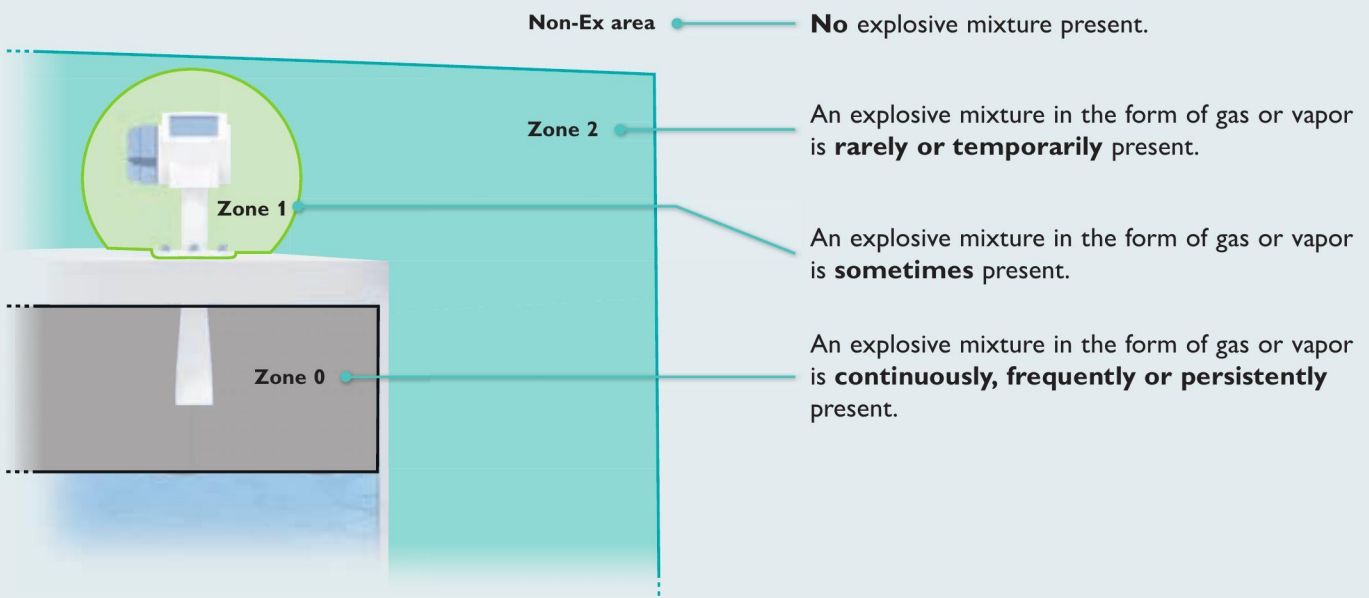 Non-Ex area
No explosive mixture present.
Zone 2
An explosive mixture in the form of gas or vapor
is rarely or temporarily present.
Zone 1
An explosive mixture in the form of gas or vapor
is sometimes present.
Zone 0
An explosive mixture in the form of gas or vapor
is continuously, frequently or persistently
present.